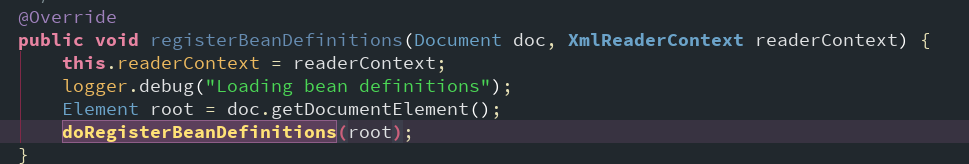 @Override
public void registerBeanDefinitions(Document doc, XmlReaderContext readerContext) {
this.readerContext = readerContext;
logger.debug("Loading bean definitions");
Element root = doc.getDocumentElement();
doRegisterBeanDefinitions(root);
}